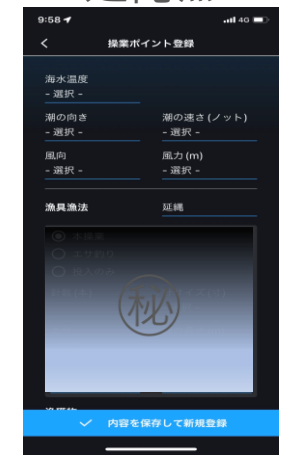 9:58
4G
操業ポイント登録
海水温度
- 選択 -
潮の向き 潮の速さ(ノット)
- 選択 - - 選択 -
風向 風力(m)
- 選択 - - 選択 -
漁具漁法 延縄
㊙
内容を保存して新規登録